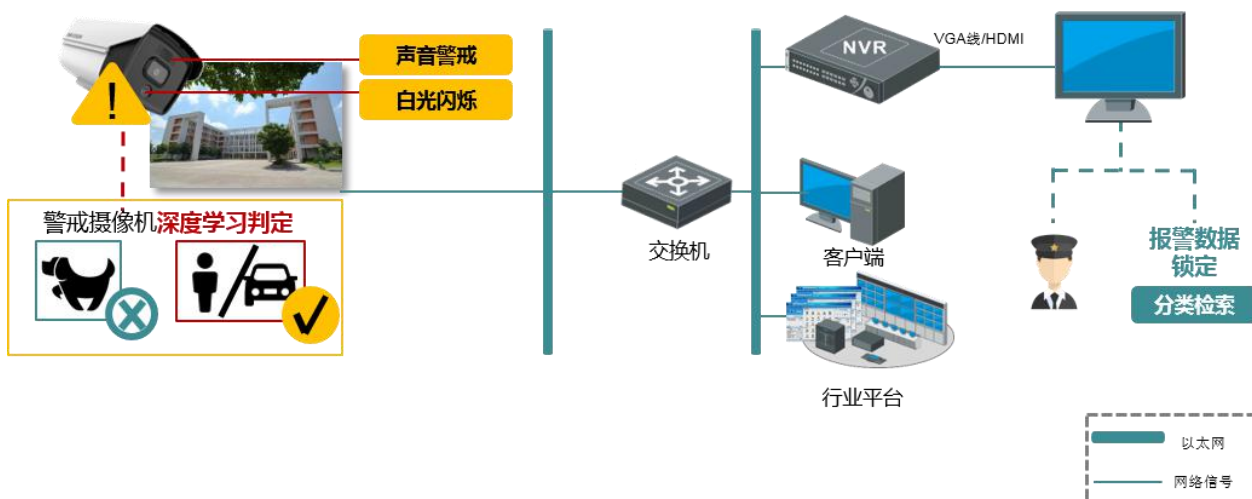 声音警戒
白光闪烁
警戒摄像机深度学习判定
交换机
NVR
VGA线/HDMI
客户端
行业平台
报警数据
锁定
分类检索
以太网
网络信号